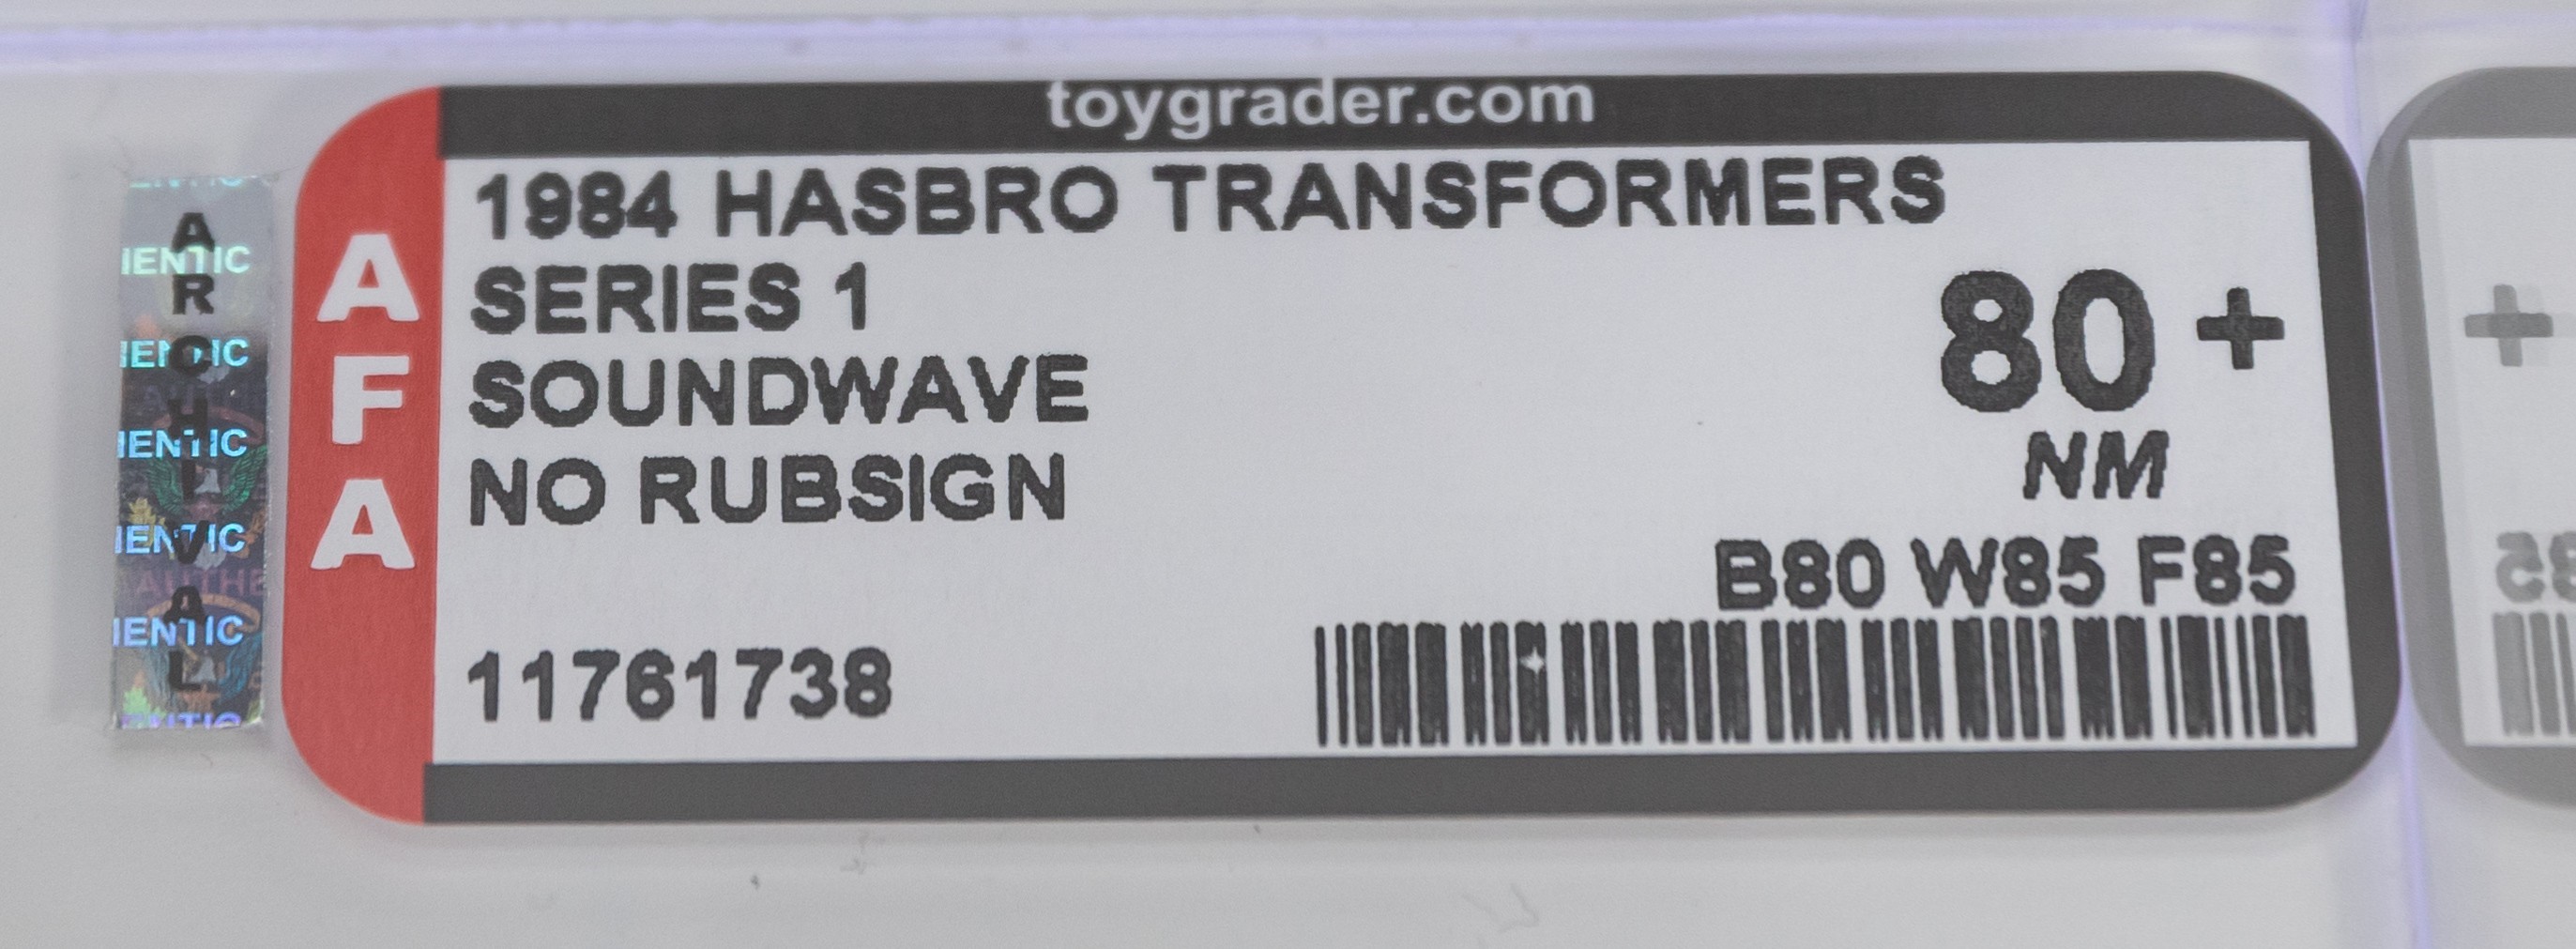 toygrader.com
AFA
1984 HASBRO TRANSFORMERS
SERIES 1
SOUNDWAVE
NO RUBSIGN
80+
NM
B80 W85 F85
11761738
ARCHIVAL